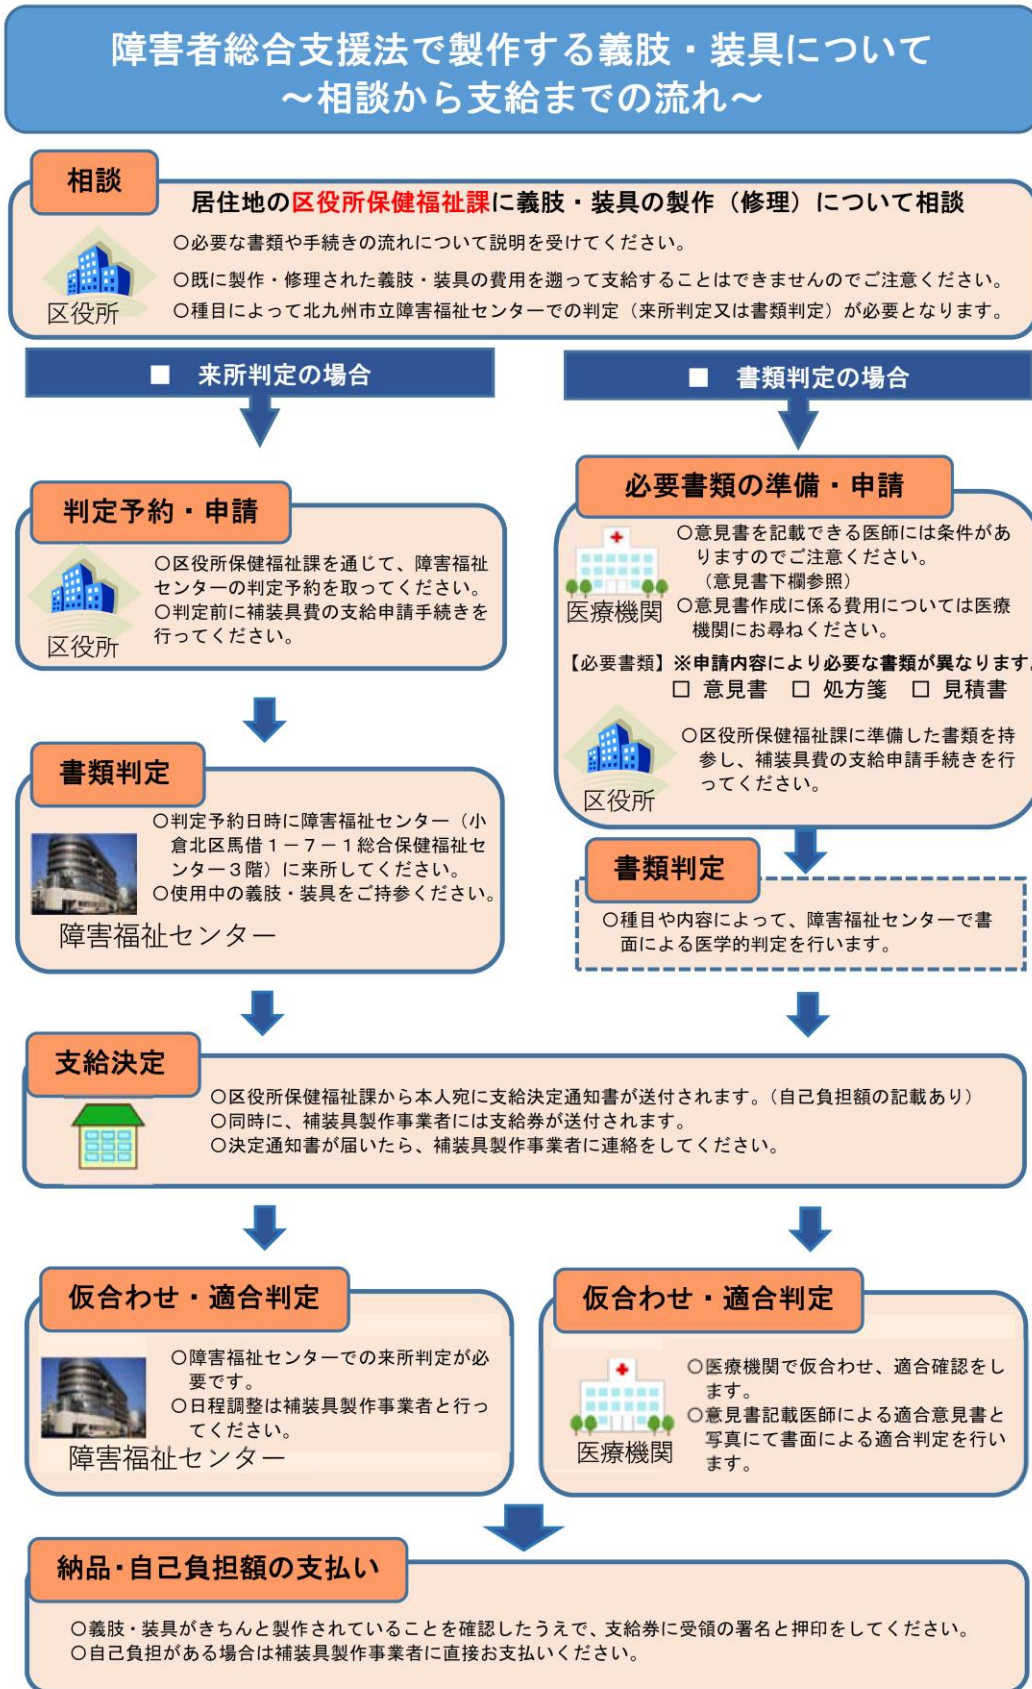 障害者総合支援法で製作する義肢・装具について
～相談から支給までの流れ～
相談
居住地の区役所保健福祉課に義肢・装具の製作（修理）について相談
○必要な書類や手続きの流れについて説明を受けてください。
○既に製作・修理された義肢・装具の費用を遡って支給することはできませんのでご注意ください。
○種目によって北九州市立障害福祉センターでの判定（来所判定又は書類判定）が必要となります。
区役所
■ 来所判定の場合
判定予約・申請
○区役所保健福祉課を通じて、障害福祉
センターの判定予約を取ってください。
○判定前に補装具費の支給申請手続きを
行ってください。
区役所
書類判定
○判定予約日時に障害福祉センター（小
倉北区馬借１－７－１総合保健福祉セ
ンター３階）に来所してください。
○使用中の義肢・装具をご持参ください。
障害福祉センター
■ 書類判定の場合
必要書類の準備・申請
○意見書を記載できる医師には条件があ
りますのでご注意ください。
（意見書下欄参照）
○意見書作成に係る費用については医療
機関にお尋ねください。
医療機関
【必要書類】※申請内容により必要な書類が異なります。
□ 意見書 □ 処方箋 □ 見積書
○区役所保健福祉課に準備した書類を持
参し、補装具費の支給申請手続きを行
ってください。
区役所
書類判定
○種目や内容によって、障害福祉センターで書
面による医学的判定を行います。
支給決定
○区役所保健福祉課から本人宛に支給決定通知書が送付されます。（自己負担額の記載あり）
○同時に、補装具製作事業者には支給券が送付されます。
○決定通知書が届いたら、補装具製作事業者に連絡をしてください。
仮合わせ・適合判定
○障害福祉センターでの来所判定が必
要です。
○日程調整は補装具製作事業者と行っ
てください。
障害福祉センター
仮合わせ・適合判定
○医療機関で仮合わせ、適合確認をし
ます。
○意見書記載医師による適合意見書と
写真にて書面による適合判定を行い
ます。
医療機関
納品・自己負担額の支払い
○義肢・装具がきちんと製作されていることを確認したうえで、支給券に受領の署名と押印をしてください。
○自己負担がある場合は補装具製作事業者に直接お支払いください。